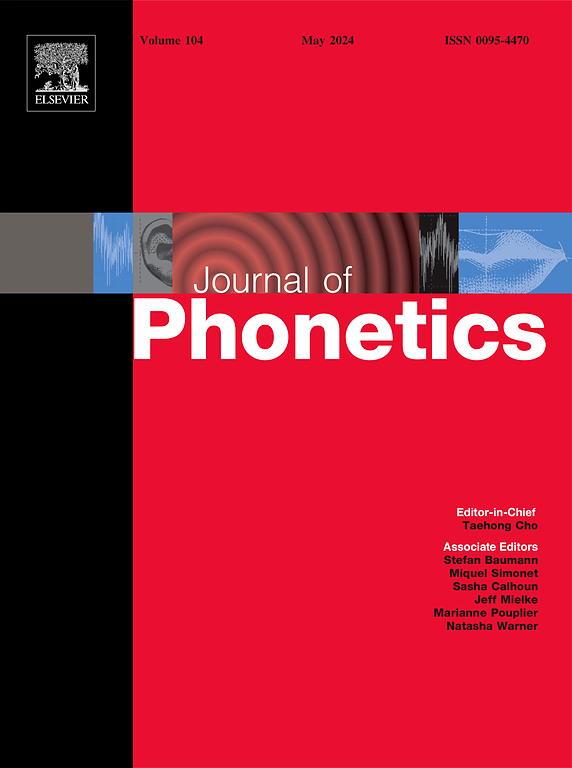 Volume 104 May 2024 ISSN 0095-4470
ELSEVIER
Journal of
Phonetics
Editor-in-Chief
Taehong Cho
Associate Editors
Stefan Baumann
Miquel Simonet
Sasha Calhoun
Jeff Mielke
Marianne Pouplier
Natasha Warner